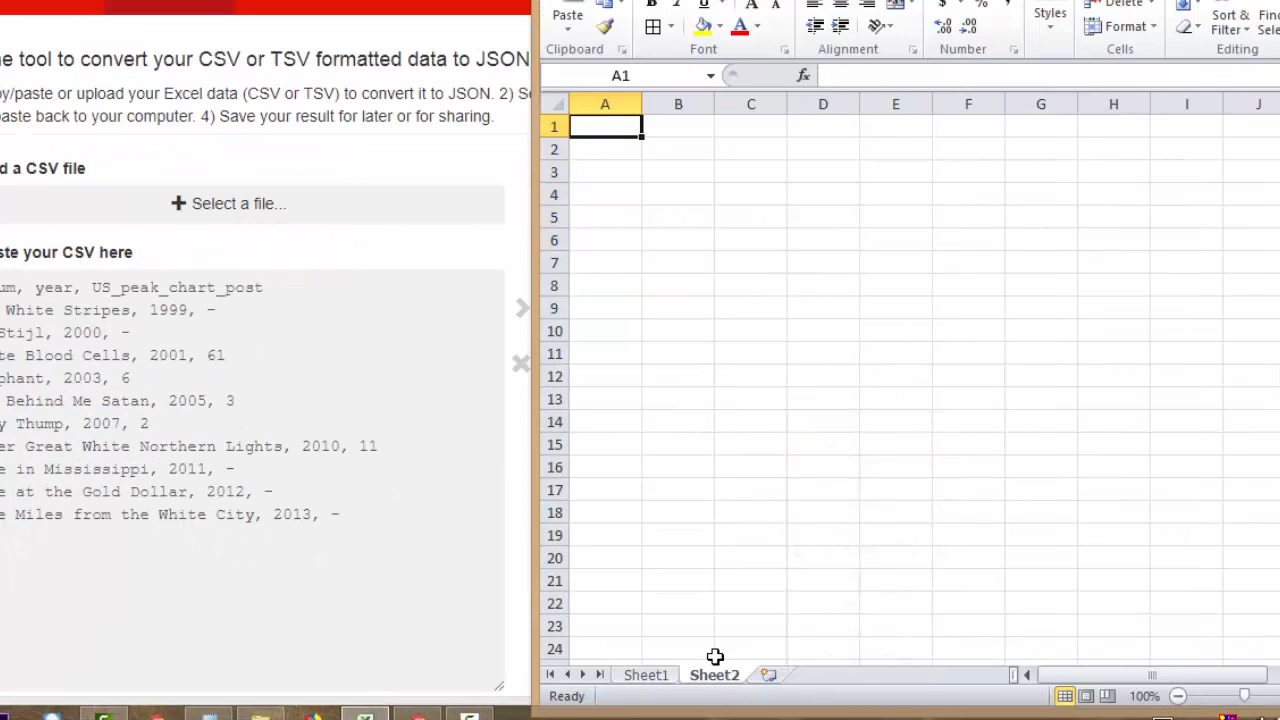 ne tool to convert your CSV or TSV formatted data to JSON
y/paste or upload your Excel data (CSV or TSV) to convert it to JSON. 2)
paste back to your computer. 4) Save your result for later or for sharing.
d a CSV file
Select a file...
ste your CSV here
um, year, US_peak_chart_post
White Stripes, 1999, -
Stijl, 2000, -
te Blood Cells, 2001, 61
phant, 2003, 6
Behind Me Satan, 2005, 3
y Thump, 2007, 2
er Great White Northern Lights, 2010, 11
e in Mississippi, 2011, -
e at the Gold Dollar, 2012, -
e Miles from the White City, 2013, -
Paste
Clipboard
Font
Alignment
Number
Styles
Delete
Format
Cells
Sort &
Filter
Editing
A1
fx
A B C D E F G H I J
1
2
3
4
5
6
7
8
9
10
11
12
13
14
15
16
17
18
19
20
21
22
23
24
Sheet1 Sheet2
Ready
100%